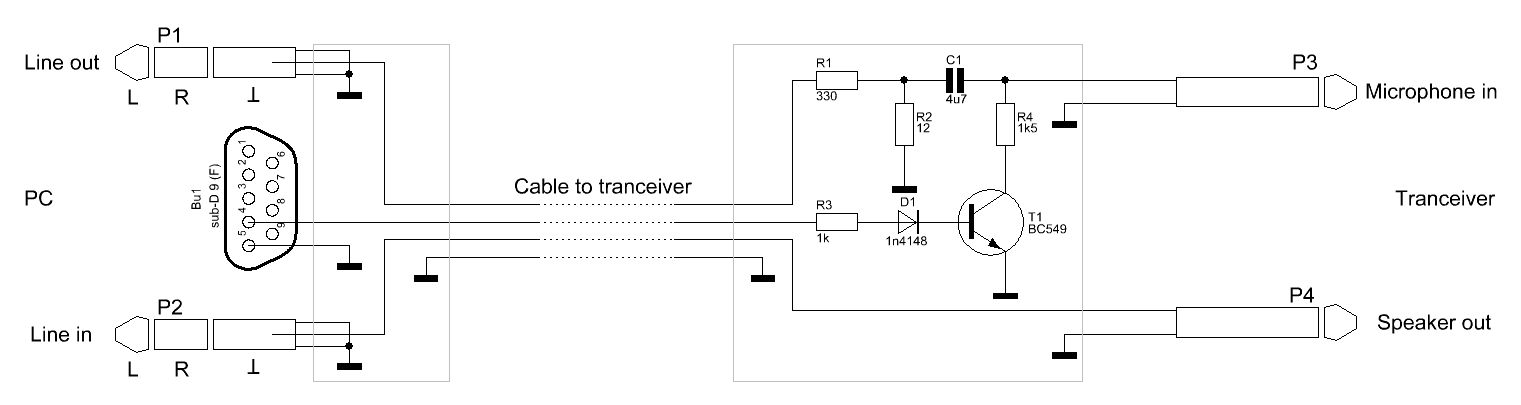 P1
Line out
L R ⊥
Bu1
sub-D 9 (F)
1
2
3
4
5
6
7
8
9
PC
P2
Line in
L R ⊥
Cable to tranceiver
R1
330
C1
4u7
R2
12
R4
1k5
R3
1k
D1
1n4148
T1
BC549
P3
Microphone in
Tranceiver
P4
Speaker out